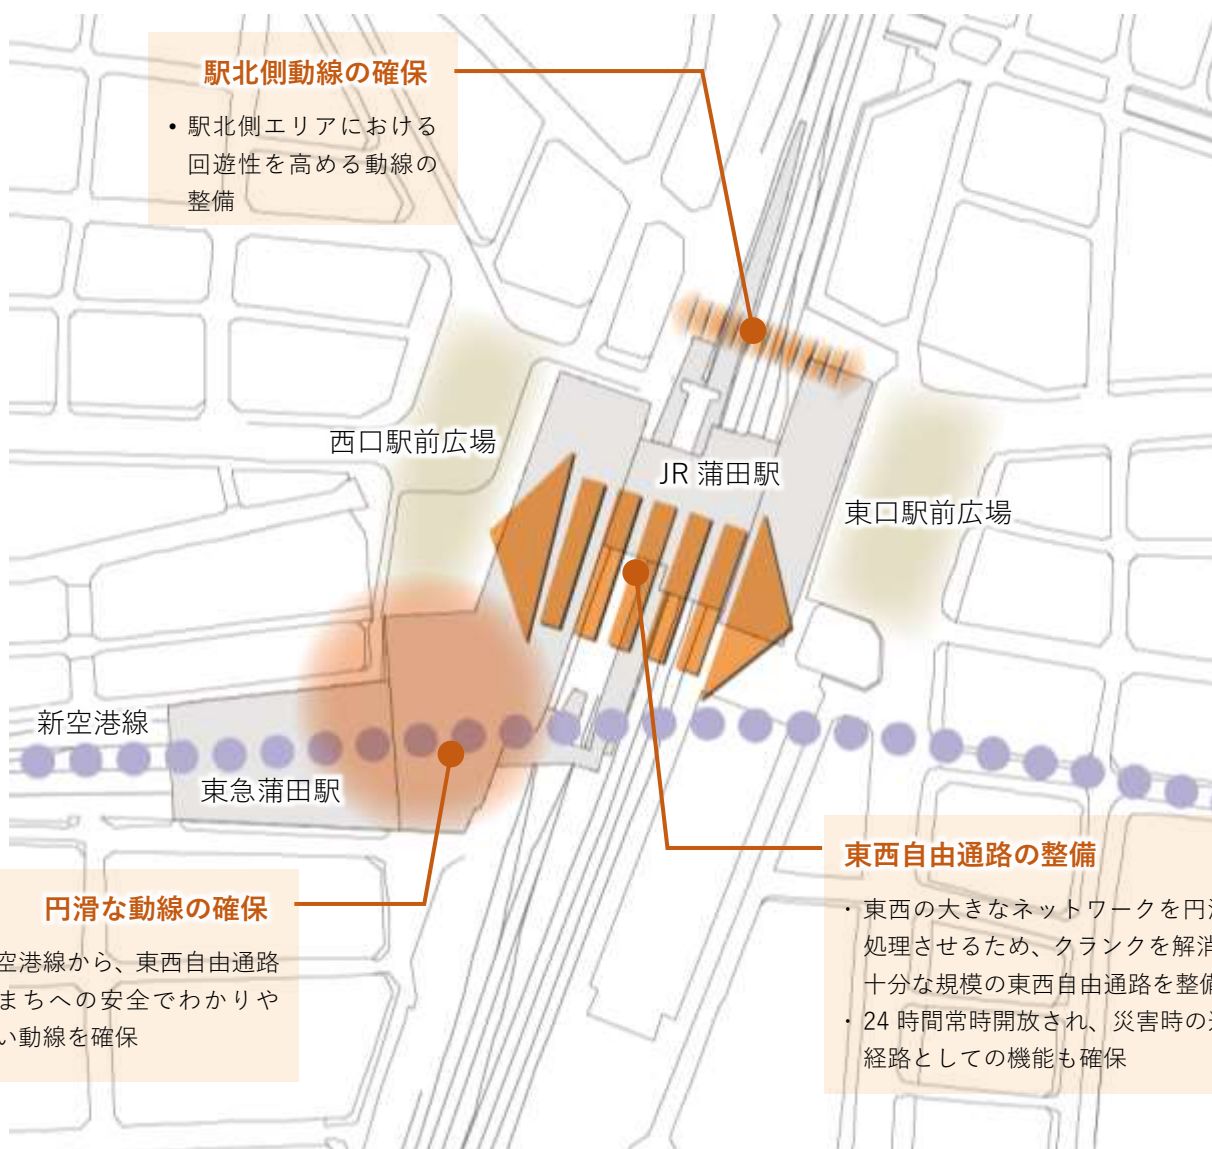 駅北側動線の確保
• 駅北側エリアにおける
回遊性を高める動線の
整備
西口駅前広場
JR 蒲田駅
東口駅前広場
新空港線
東急蒲田駅
円滑な動線の確保
空港線から、東西自由通路
まちへの安全でわかりや
い動線を確保
東西自由通路の整備
・東西の大きなネットワークを円
処理させるため、クランクを解消
十分な規模の東西自由通路を整備
・24 時間常時開放され、災害時の
経路としての機能も確保